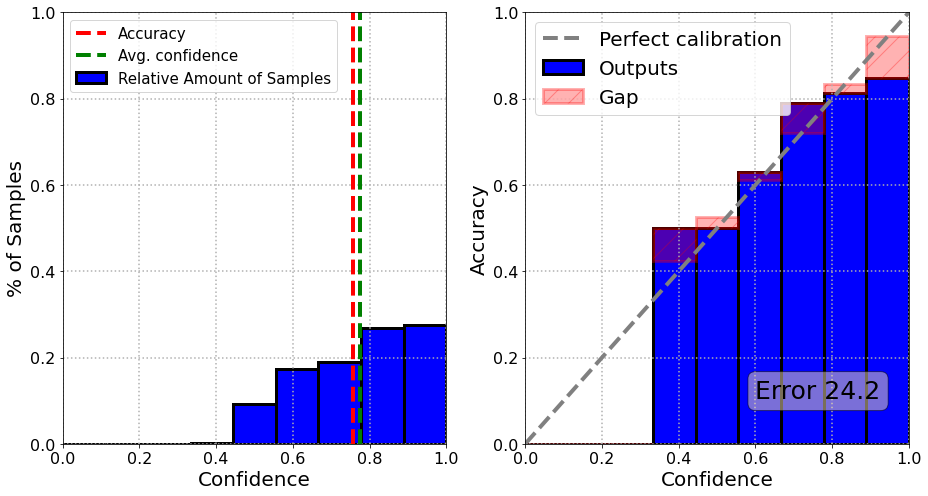 1.0
0.8
0.6
0.4
0.2
0.0
% of Samples
Accuracy
Avg. confidence
Relative Amount of Samples
0.0 0.2 0.4 0.6 0.8 1.0
Confidence
1.0
0.8
0.6
0.4
0.2
0.0
Accuracy
Perfect calibration
Outputs
Gap
Error 24.2
0.0 0.2 0.4 0.6 0.8 1.0
Confidence